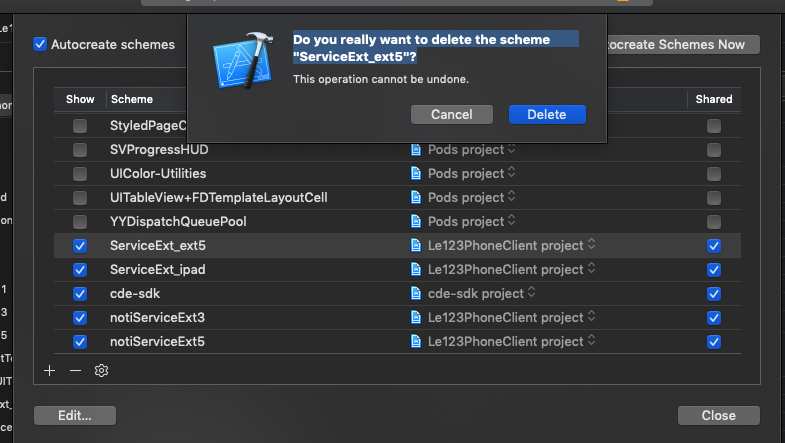 Do you really want to delete the scheme
"ServiceExt_ext5"?
This operation cannot be undone.
Cancel
Delete
Autocreate schemes
ocreate Schemes Now
Show
Scheme
Shared
StyledPageC
SVProgressHUD
Pods project
UIColor-Utilities
Pods project
UITableView+FDTemplateLayoutCell
Pods project
YYDispatchQueuePool
Pods project
ServiceExt_ext5
Le123PhoneClient project
ServiceExt_ipad
Le123PhoneClient project
cde-sdk
cde-sdk project
notiServiceExt3
Le123PhoneClient project
notiServiceExt5
Le123PhoneClient project
Edit...
Close